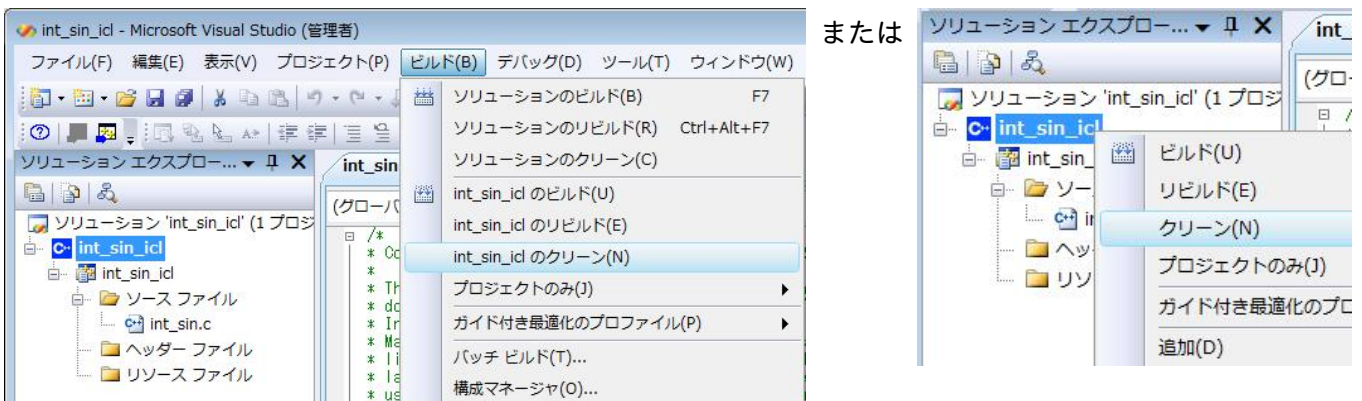 int_sin_icl - Microsoft Visual Studio (管理者)
ファイル(F) 編集(E) 表示(V) プロジェクト(P) ビルド(B) デバッグ(D) ツール(T) ウィンドウ(W)
ソリューションのビルド(B) F7
ソリューションのリビルド(R) Ctrl+Alt+F7
ソリューションのクリーン(C)
int_sin_icl のビルド(U)
int_sin_icl のリビルド(E)
int_sin_icl のクリーン(N)
プロジェクトのみ(J)
ガイド付き最適化のプロファイル(P)
バッチ ビルド(T)...
構成マネージャ(O)...
ソリューション エクスプロー...
ソリューション 'int_sin_icl' (1 プロジ
int_sin_icl
int_sin_icl
ソース ファイル
int_sin.c
ヘッダー ファイル
リソース ファイル
int_sin
(グローバ
/*
* Co
*
* Th
* do
* In
* Ma
* li
* la
* us
または
ソリューション エクスプロー...
int_
(グロー
ソリューション 'int_sin_icl' (1 プロジ
int_sin_icl
int_sin_
ソー
ヘッ
リソ
ビルド(U)
リビルド(E)
クリーン(N)
プロジェクトのみ(J)
ガイド付き最適化のプロ
追加(D)